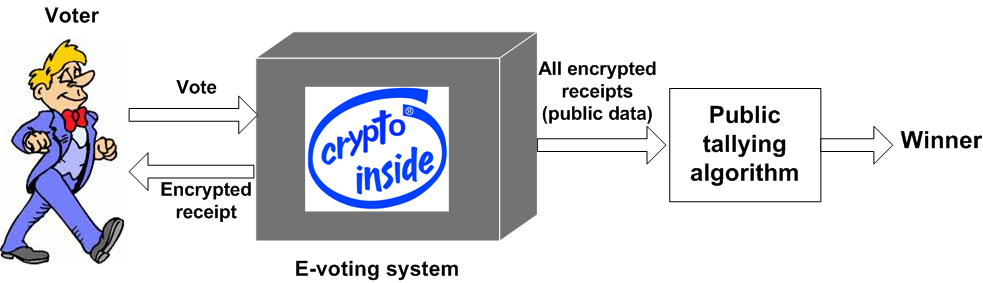 Voter
Vote
Encrypted
receipt
crypto®
inside
E-voting system
All encrypted
receipts
(public data)
Public
tallying
algorithm
Winner